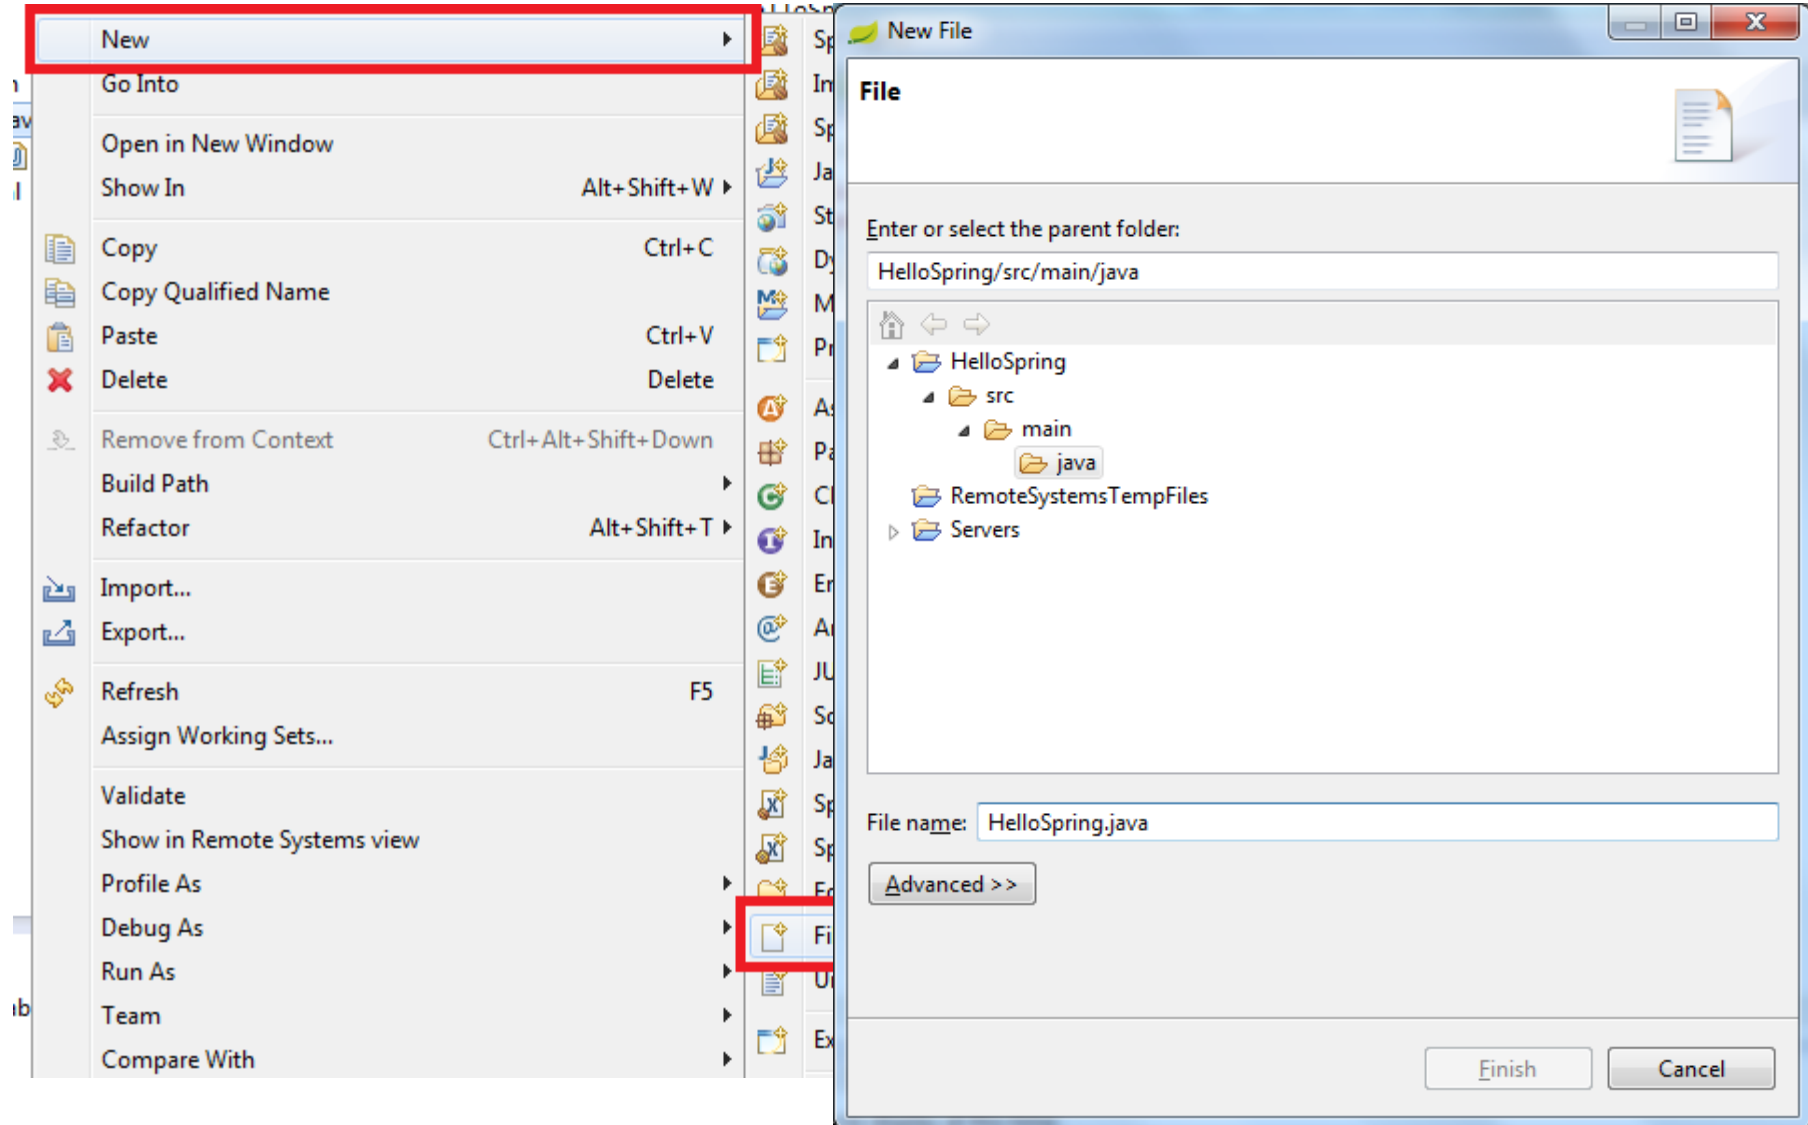 New
Go Into
Open in New Window
Show In Alt+Shift+W
Copy Ctrl+C
Copy Qualified Name
Paste Ctrl+V
Delete Delete
Remove from Context Ctrl+Alt+Shift+Down
Build Path
Refactor Alt+Shift+T
Import...
Export...
Refresh F5
Assign Working Sets...
Validate
Show in Remote Systems view
Profile As
Debug As
Run As
Team
Compare With
New File
File
Enter or select the parent folder:
HelloSpring/src/main/java
HelloSpring
src
main
java
RemoteSystemsTempFiles
Servers
File name: HelloSpring.java
Advanced >>
Finish Cancel